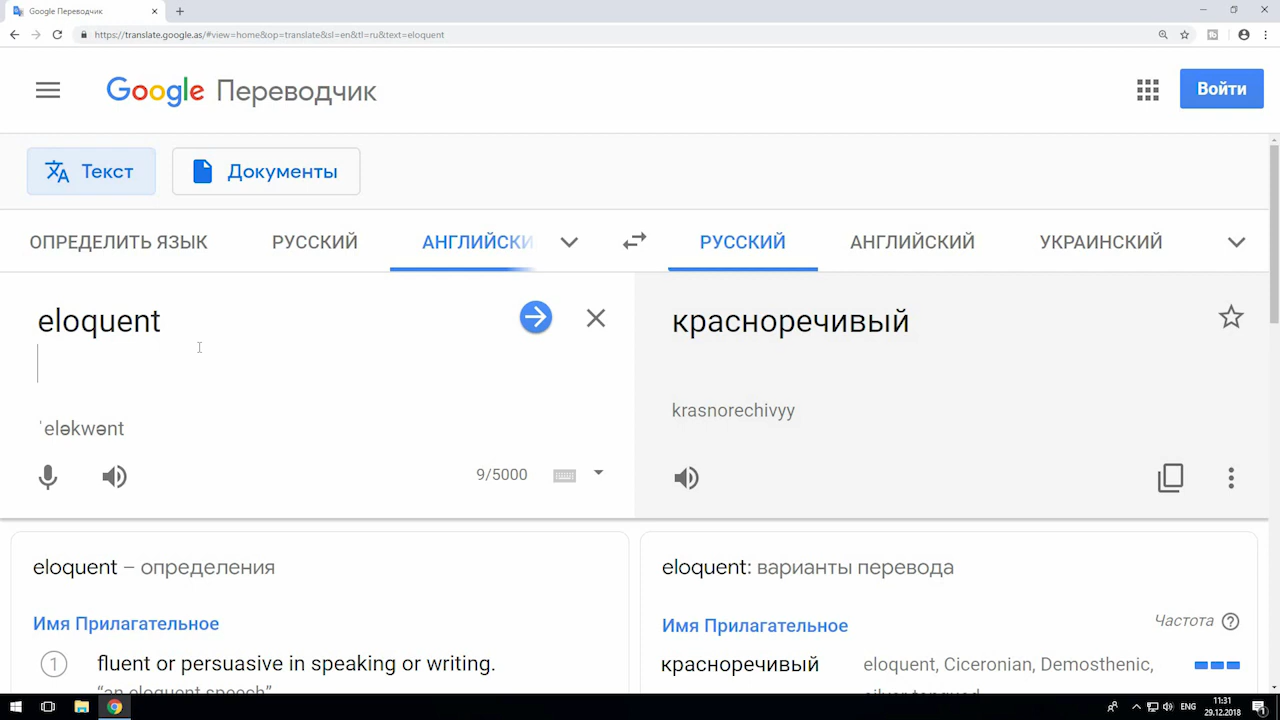 Google Переводчик
https://translate.google.as/#view=home&op=translate&sl=en&tl=ru&text=eloquent
Google Переводчик
Войти
Текст
Документы
ОПРЕДЕЛИТЬ ЯЗЫК РУССКИЙ АНГЛИЙСКИ
РУССКИЙ АНГЛИЙСКИЙ УКРАИНСКИЙ
eloquent
ˈeləkwənt
9/5000
красноречивый
krasnorechivyy
eloquent – определения
Имя Прилагательное
1 fluent or persuasive in speaking or writing.
“an eloquent speech”
eloquent: варианты перевода
Имя Прилагательное
Частота
красноречивый eloquent, Ciceronian, Demosthenic,
ENG
11:31
29.12.2018